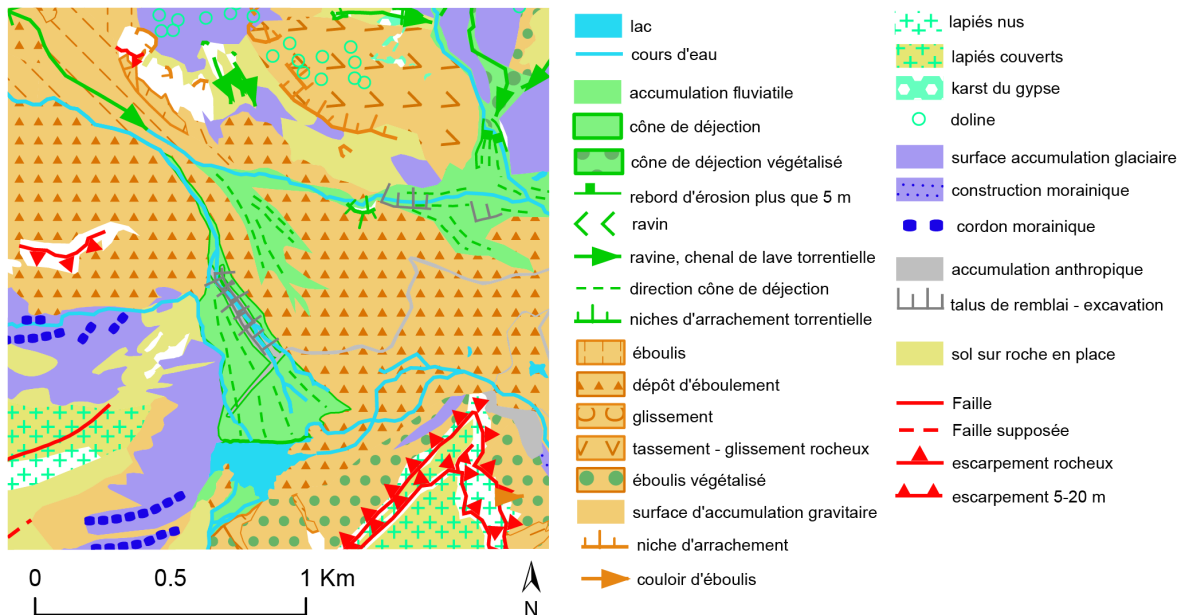 lac
cours d'eau
accumulation fluviatile
cône de déjection
cône de déjection végétalisé
rebord d'érosion plus que 5 m
ravin
ravine, chenal de lave torrentielle
direction cône de déjection
niches d'arrachement torrentielle
éboulis
dépôt d'éboulement
glissement
tassement - glissement rocheux
éboulis végétalisé
surface d'accumulation gravitaire
niche d'arrachement
couloir d'éboulis
lapiés nus
lapiés couverts
karst du gypse
doline
surface accumulation glaciaire
construction morainique
cordon morainique
accumulation anthropique
talus de remblai - excavation
sol sur roche en place
Faille
Faille supposée
escarpement rocheux
escarpement 5-20 m
0 0.5 1 Km
N